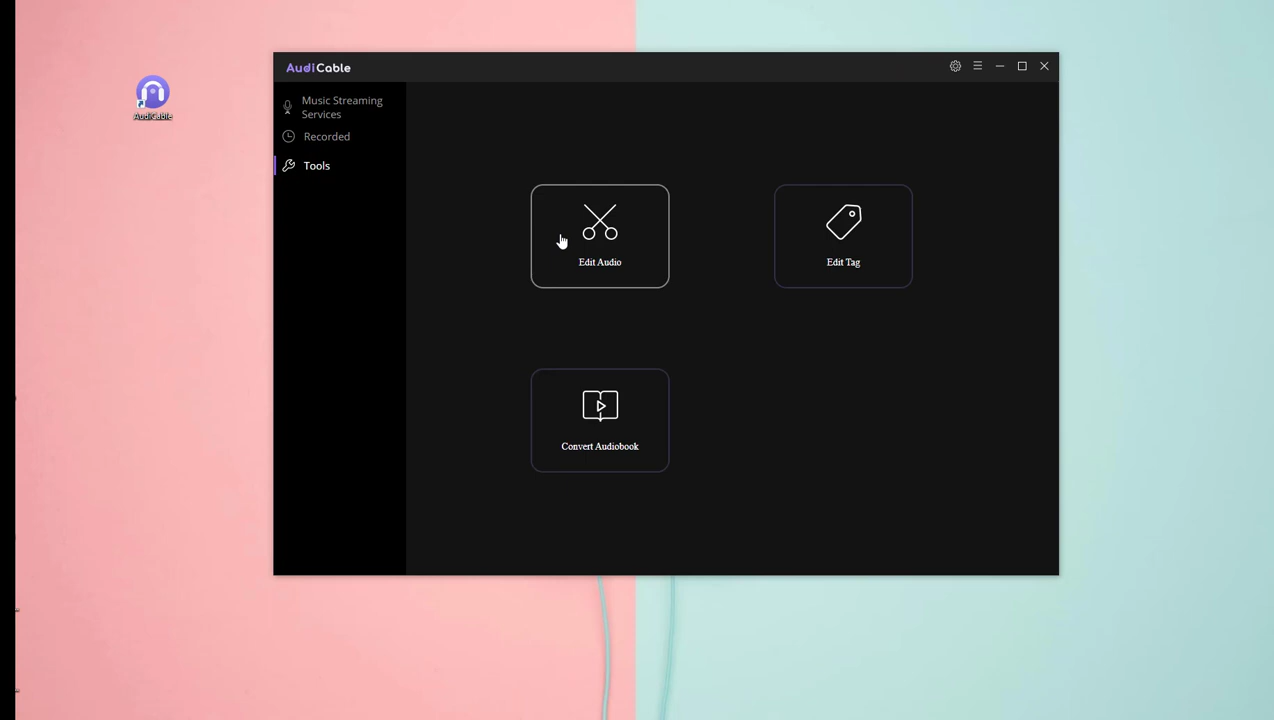 AudiCable
AudiCable
Music Streaming
Services
Recorded
Tools
Edit Audio
Edit Tag
Convert Audiobook